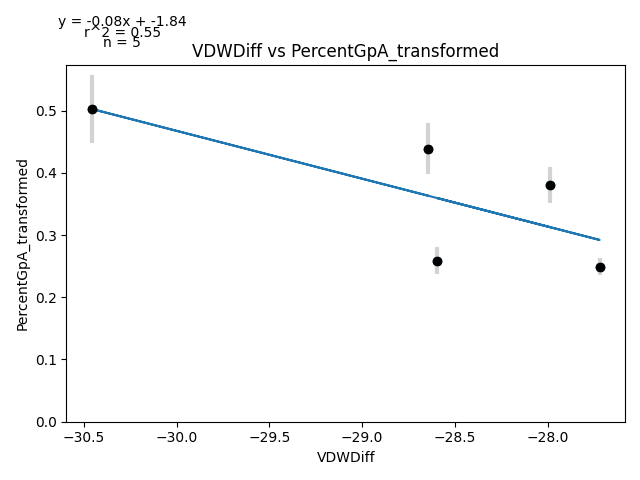 y = -0.08x + -1.84
r^2 = 0.55
n = 5
VDWDiff vs PercentGpA_transformed
PercentGpA_transformed
0.5
0.4
0.3
0.2
0.1
0.0
−30.5 −30.0 −29.5 −29.0 −28.5 −28.0
VDWDiff